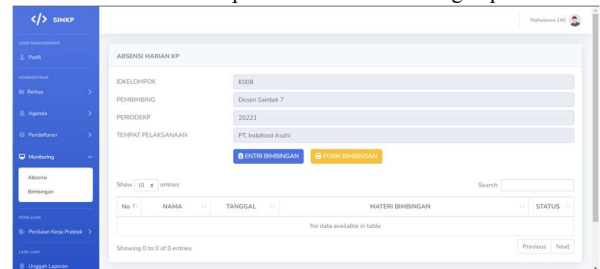 </> SIMKP
Mahasiswa 140
USER MANAGEMENT
Profil
ADMINISTRASI
Berkas
Agenda
Pendaftaran
Monitoring
Absensi
Bimbingan
PENILAIAN
Penilaian Kerja Praktek
LAIN-LAIN
Unggah Laporan
ABSENSI HARIAN KP
IDKELOMPOK K008
PEMBIMBING Dosen Saintek 7
PERIODEKP 20221
TEMPAT PELAKSANAAN PT. Indofood Asahi
ENTRI BIMBINGAN FORM BIMBINGAN
Show 10 entries Search:
No NAMA TANGGAL MATERI BIMBINGAN STATUS
No data available in table
Showing 0 to 0 of 0 entries Previous Next